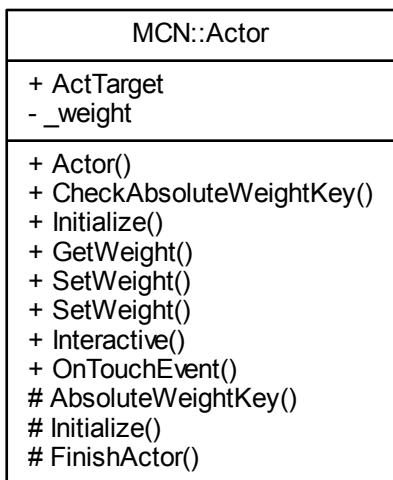 MCN::Actor
+ ActTarget
- _weight
+ Actor()
+ CheckAbsoluteWeightKey()
+ Initialize()
+ GetWeight()
+ SetWeight()
+ SetWeight()
+ Interactive()
+ OnTouchEvent()
# AbsoluteWeightKey()
# Initialize()
# FinishActor()